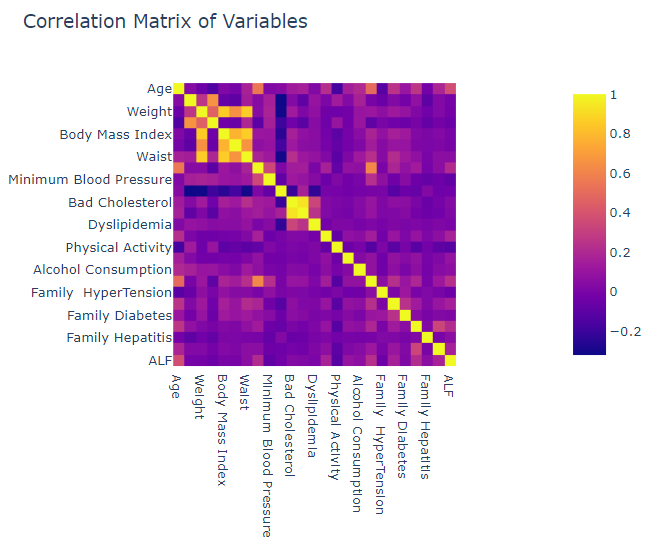 Correlation Matrix of Variables
Age
Weight
Body Mass Index
Waist
Minimum Blood Pressure
Bad Cholesterol
Dyslipidemia
Physical Activity
Alcohol Consumption
Family  HyperTension
Family Diabetes
Family Hepatitis
ALF
Age
Weight
Body Mass Index
Waist
Minimum Blood Pressure
Bad Cholesterol
Dyslipidemia
Physical Activity
Alcohol Consumption
Family  HyperTension
Family Diabetes
Family Hepatitis
ALF
1
0.8
0.6
0.4
0.2
0
−0.2